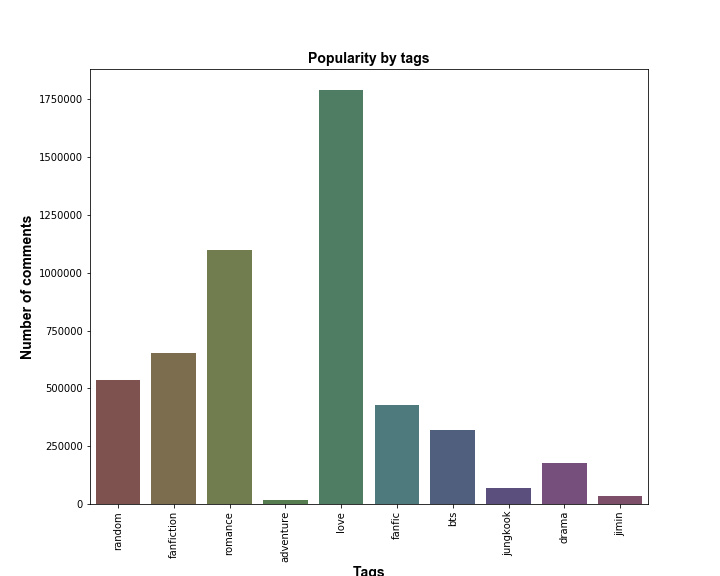 Popularity by tags
Number of comments
1750000
1500000
1250000
1000000
750000
500000
250000
0
random
fanfiction
romance
adventure
love
fanfic
bts
jungkook
drama
jimin
Tags